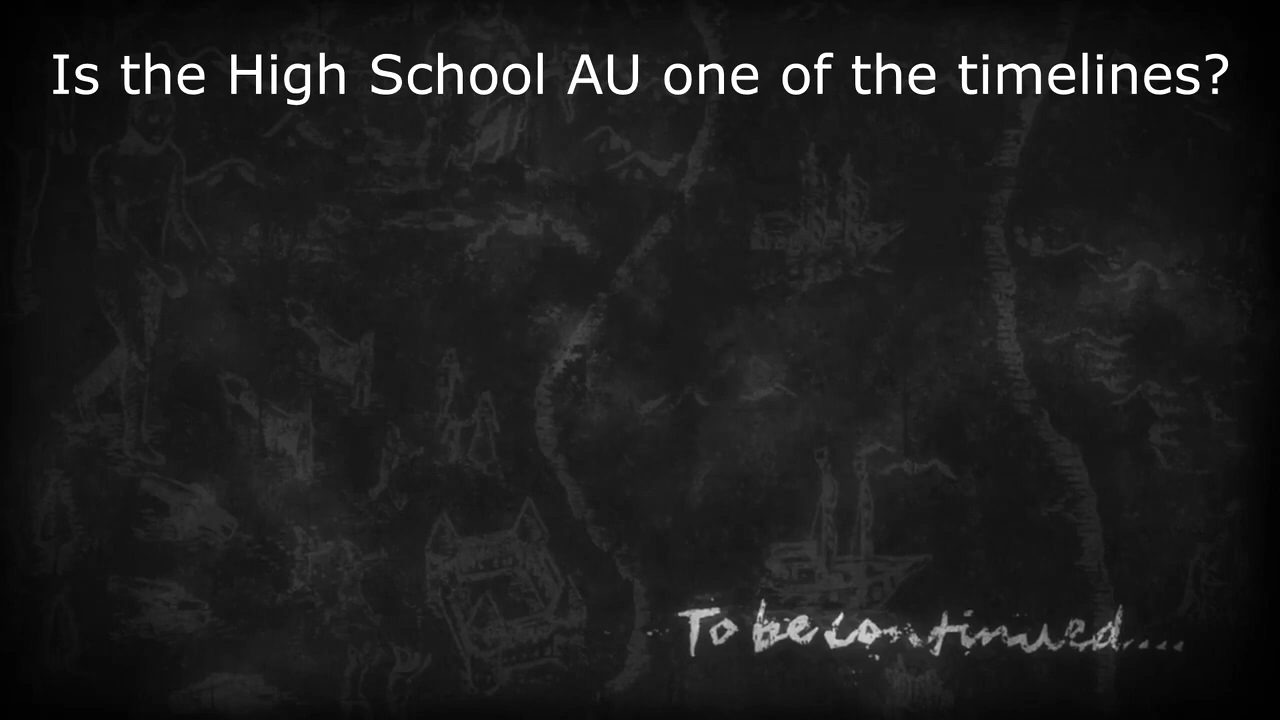 Is the High School AU one of the timelines?
To be continued....